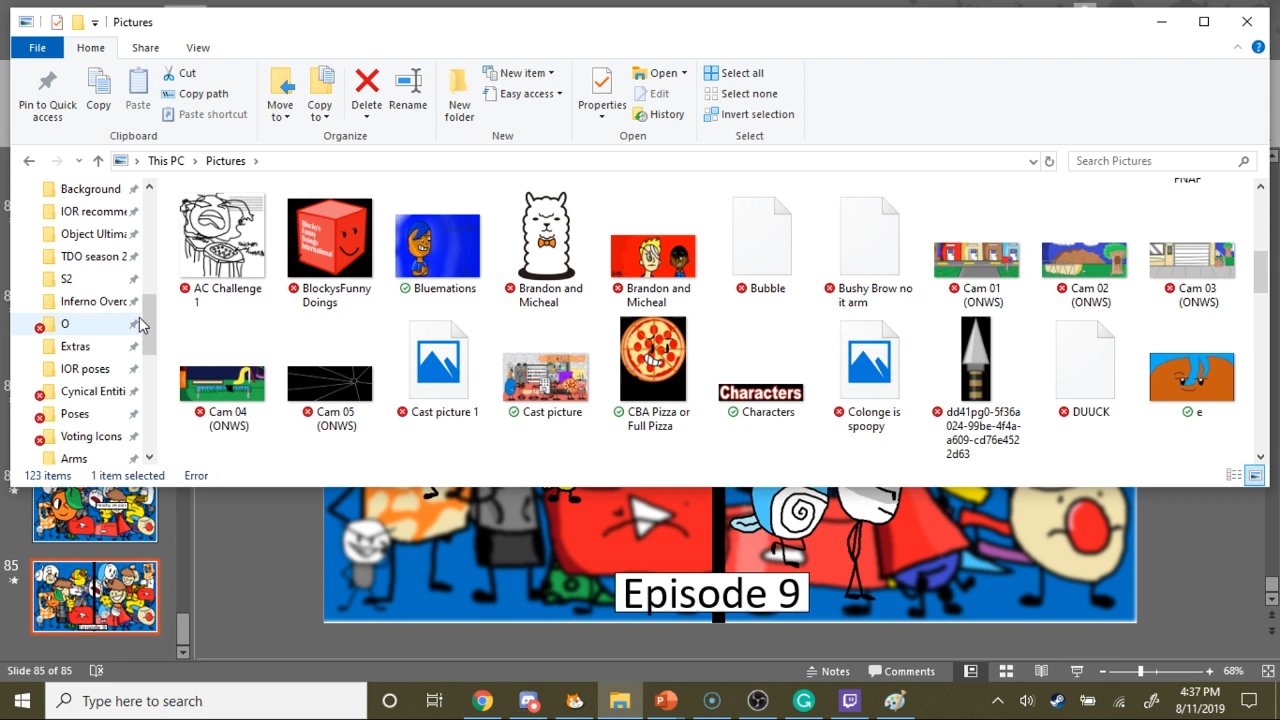 Pictures
File Home Share View
Pin to Quick access
Copy
Paste
Cut
Copy path
Paste shortcut
Clipboard
Move to
Copy to
Delete
Rename
Organize
New folder
New item
Easy access
New
Properties
Open
Edit
History
Open
Select all
Select none
Invert selection
Select
This PC > Pictures >
Search Pictures
Background
IOR recomme
Object Ultima
TDO season 2
S2
Inferno Overc
O
Extras
IOR poses
Cynical Entiti
Poses
Voting Icons
Arms
AC Challenge 1
BlockysFunny Doings
Bluemations
Brandon and Micheal
Brandon and Micheal
Bubble
Bushy Brow no it arm
Cam 01 (ONWS)
Cam 02 (ONWS)
Cam 03 (ONWS)
Cam 04 (ONWS)
Cam 05 (ONWS)
Cast picture 1
Cast picture
CBA Pizza or Full Pizza
Characters
Characters
Colonge is spoopy
dd41pg0-5f36a024-99be-4f4a-a609-cd76e4522d63
DUUCK
e
123 items 1 item selected Error
85
Episode 9
Slide 85 of 85
Notes
Comments
68%
Type here to search
4:37 PM
8/11/2019